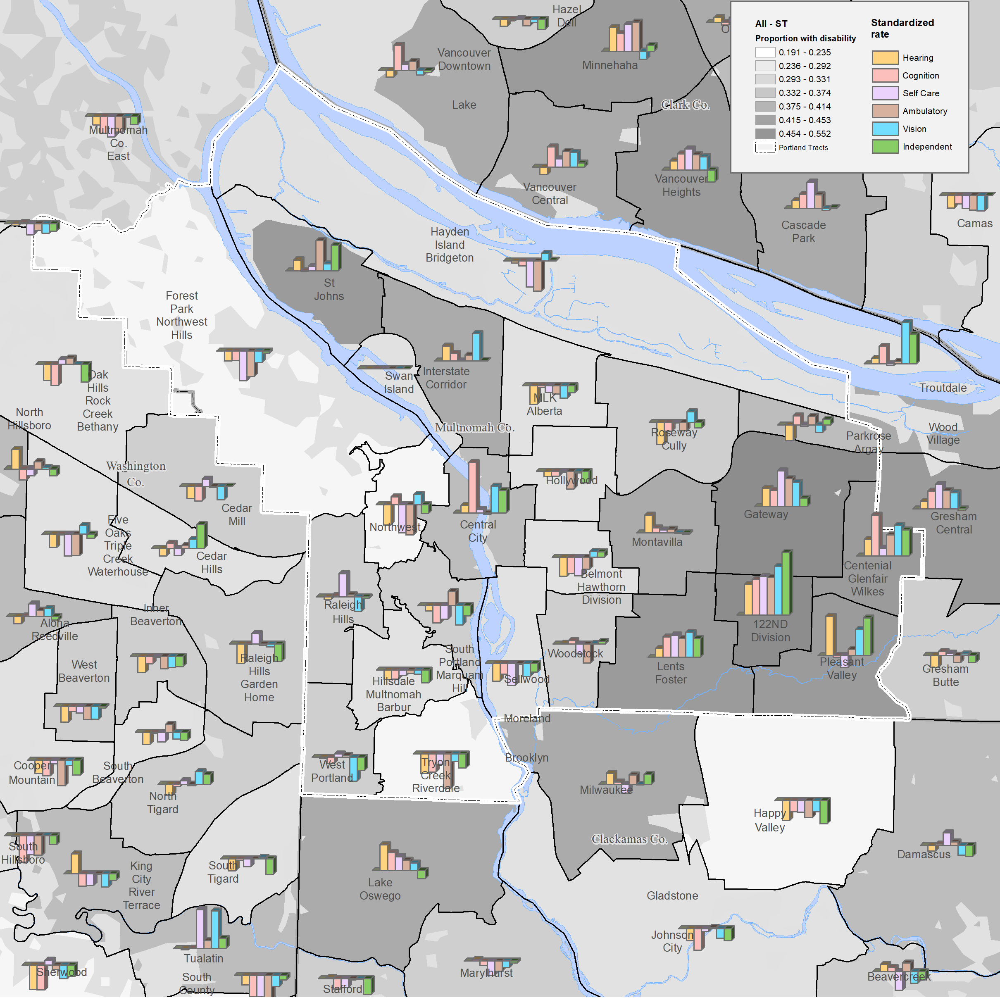 Hazel
Dell
O
All - ST
Proportion with disability
0.191 - 0.235
0.236 - 0.292
0.293 - 0.331
0.332 - 0.374
0.375 - 0.414
0.415 - 0.453
0.454 - 0.552
Portland Tracts
Standardized
rate
Hearing
Cognition
Self Care
Ambulatory
Vision
Independent
Vancouver
Downtown
Minnehaha
Lake
Clark Co.
Multmomah
Co.
East
Vancouver
Central
Vancouver
Heights
Cascade
Park
Camas
Hayden
Island
Bridgeton
St
Johns
Forest
Park
Northwest
Hills
Swan
Island
Interstate
Corridor
Oak
Hills
Rock
Creek
Bethany
North
Hillsboro
MLK
Alberta
Multnomah Co.
Roseway
Cully
Parkrose
Argay
Troutdale
Wood
Village
Washington
Co.
Cedar
Mill
Northwest
Central
City
Hollywood
Montavilla
Gateway
Gresham
Central
Five
Oaks
Triple
Creek
Waterhouse
Cedar
Hills
Belmont
Hawthorn
Division
Centenial
Glenfair
Wilkes
Raleigh
Hills
Inner
Beaverton
Aloha
Reedville
122ND
Division
Woodstock
Lents
Foster
Pleasant
Valley
Gresham
Butte
West
Beaverton
Raleigh
Hills
Garden
Home
South
Portland
Marquam
Hill
Hillsdale
Multnomah
Barbur
Sellwood
Moreland
Brooklyn
Cooper
Mountain
South
Beaverton
North
Tigard
West
Portland
Tryon
Creek
Riverdale
Milwaukee
Happy
Valley
Clackamas Co.
Damascus
South
Hillsboro
King
City
River
Terrace
South
Tigard
Lake
Oswego
Gladstone
Johnson
City
Tualatin
Sherwood
South
County
Stafford
Marylhurst
Beavercreek